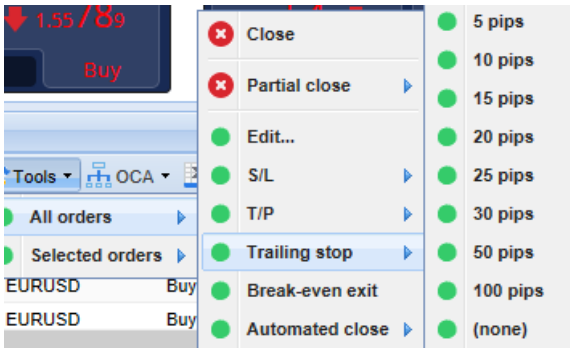 1.55789
Buy
Tools
OCA
All orders
Selected orders
EURUSD Buy
EURUSD Buy
Close
Partial close
Edit...
S/L
T/P
Trailing stop
Break-even exit
Automated close
5 pips
10 pips
15 pips
20 pips
25 pips
30 pips
50 pips
100 pips
(none)